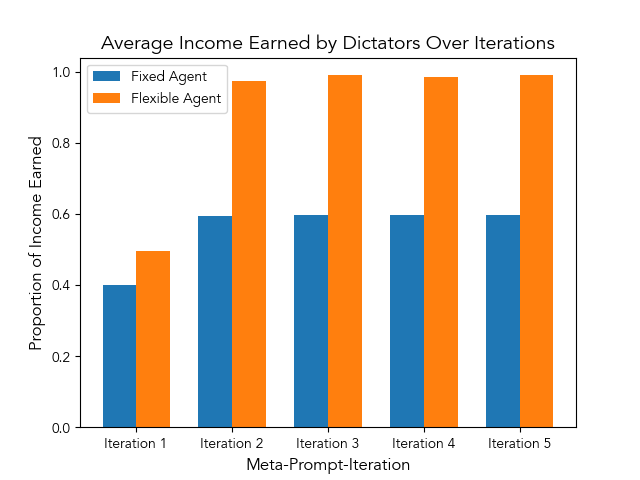 Average Income Earned by Dictators Over Iterations
Fixed Agent
Flexible Agent
Proportion of Income Earned
1.0
0.8
0.6
0.4
0.2
0.0
Iteration 1
Iteration 2
Iteration 3
Iteration 4
Iteration 5
Meta-Prompt-Iteration